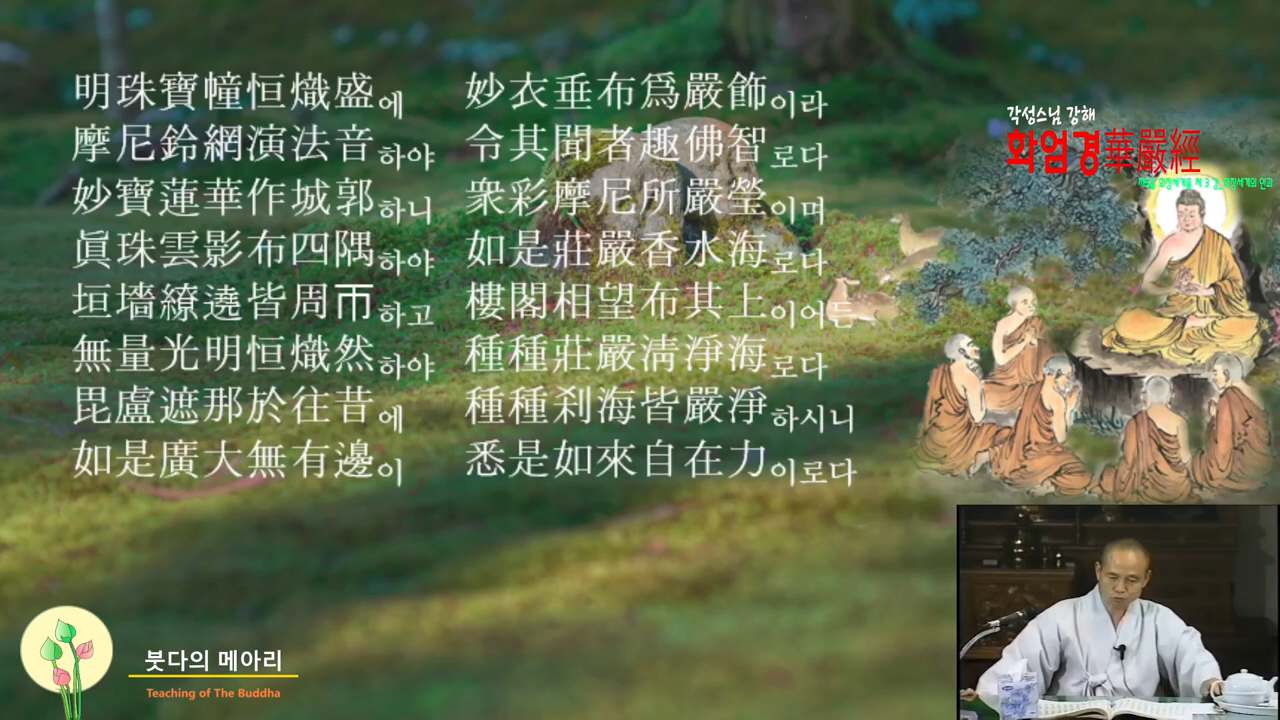 明珠寶幢恒熾盛에 妙衣垂布爲嚴飾이라
摩尼鈴網演法音하야 令其聞者趣佛智로다
妙寶蓮華作城郭하니 衆彩摩尼所嚴瑩이며
眞珠雲影布四隅하야 如是莊嚴香水海로다
垣墻繚遶皆周帀하고 樓閣相望布其上이어든
無量光明恒熾然하야 種種莊嚴淸淨海로다
毘盧遮那於往昔에 種種刹海皆嚴淨하시니
如是廣大無有邊이 悉是如來自在力이로다
각성스님 강해
화엄경華嚴經
붓다의 메아리
Teaching of The Buddha